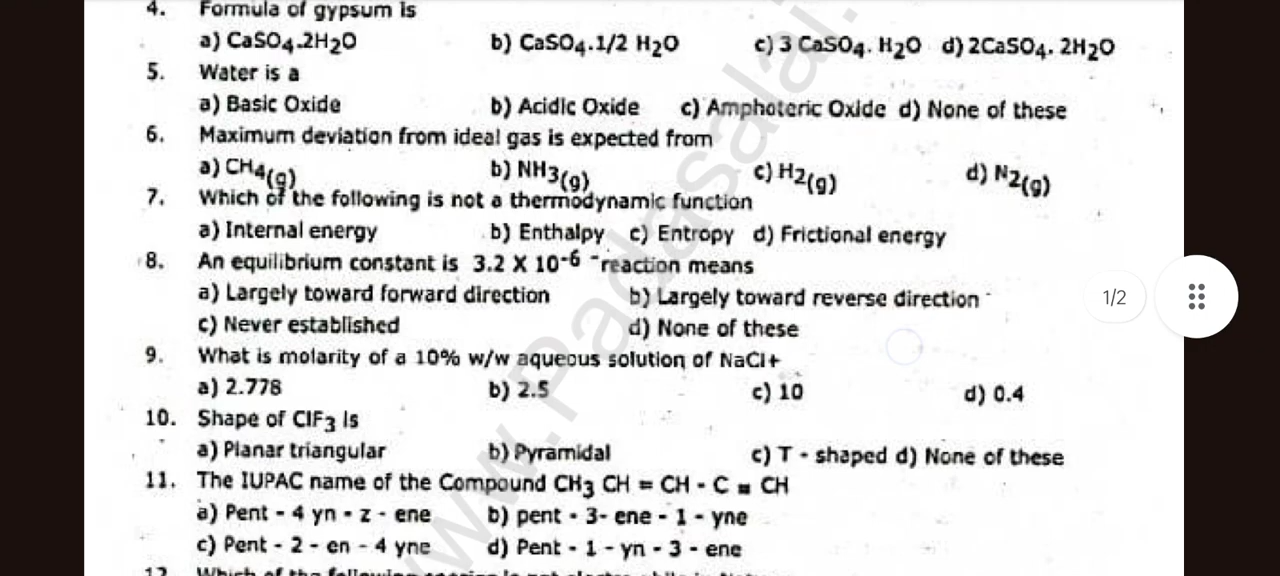 4. Formula of gypsum is
a) CaSO4.2H2O b) CaSO4.1/2 H2O c) 3 CaSO4. H2O d) 2CaSO4. 2H2O
5. Water is a
a) Basic Oxide b) Acidic Oxide c) Amphoteric Oxide d) None of these
6. Maximum deviation from ideal gas is expected from
a) CH4(g) b) NH3(g) c) H2(g) d) N2(g)
7. Which of the following is not a thermodynamic function
a) Internal energy b) Enthalpy c) Entropy d) Frictional energy
8. An equilibrium constant is 3.2 X 10-6 -reaction means
a) Largely toward forward direction b) Largely toward reverse direction
c) Never established d) None of these
9. What is molarity of a 10% w/w aqueous solution of NaCl+
a) 2.778 b) 2.5 c) 10 d) 0.4
10. Shape of ClF3 is
a) Planar triangular b) Pyramidal c) T - shaped d) None of these
11. The IUPAC name of the Compound CH3 CH = CH - C ≡ CH
a) Pent - 4 yn - z - ene b) pent - 3- ene - 1 - yne
c) Pent - 2 - en - 4 yne d) Pent - 1 - yn - 3 - ene
12. Which of the following
www.Padasalai.
1/2